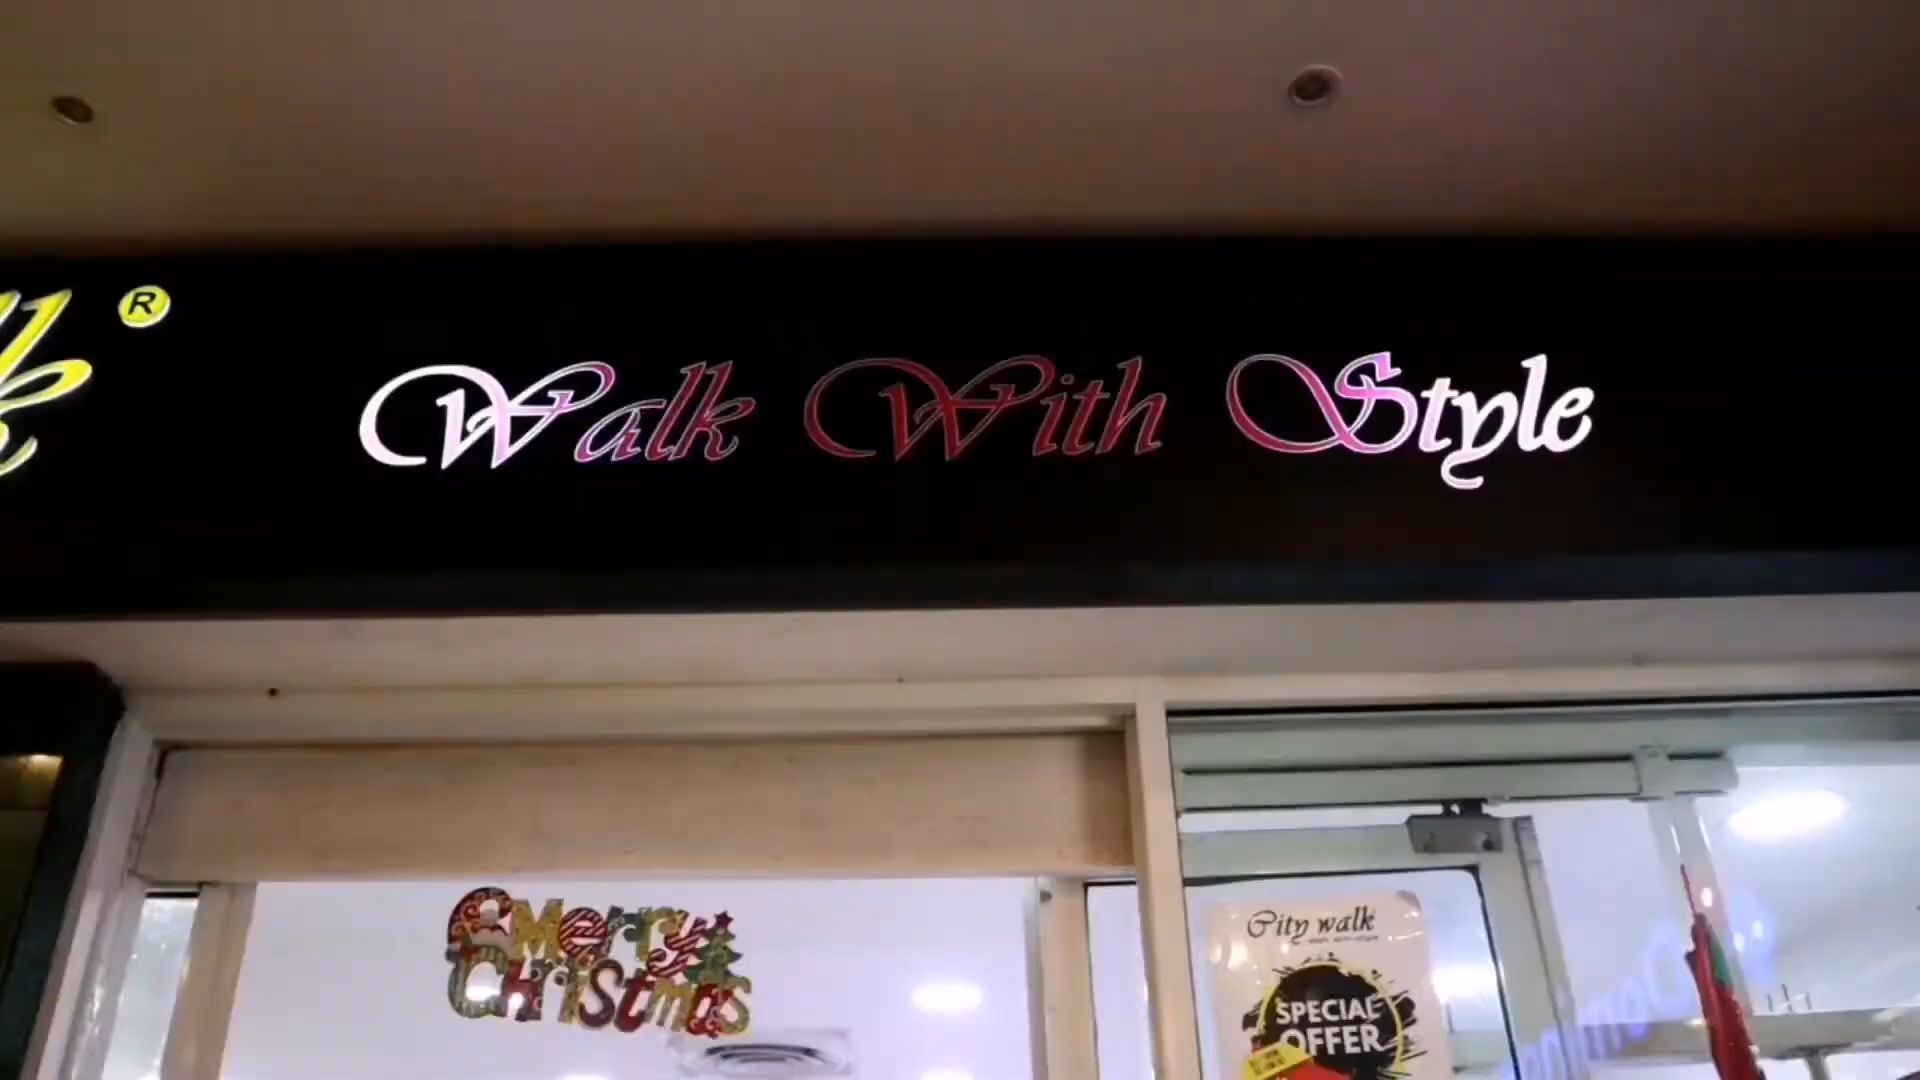 ®
Walk With Style
Merry
Christmas
City walk
SPECIAL
OFFER